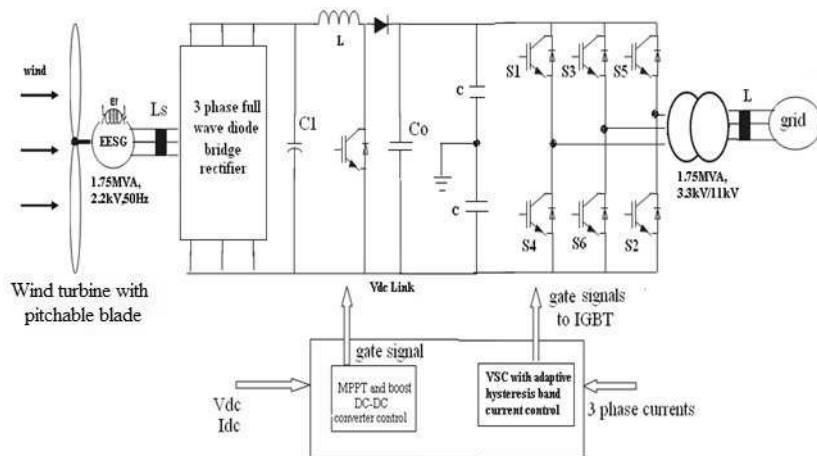 wind
Ef
EESG
1.75MVA,
2.2kV,50Hz
Ls
3 phase full
wave diode
bridge
rectifier
C1
L
Co
c
c
S1
S3
S5
S4
S6
S2
L
grid
1.75MVA,
3.3kV/11kV
Wind turbine with
pitchable blade
Vdc Link
gate signal
gate signals
to IGBT
Vdc
Idc
MPPT and boost
DC-DC
converter control
VSC with adaptive
hysteresis band
current control
3 phase currents